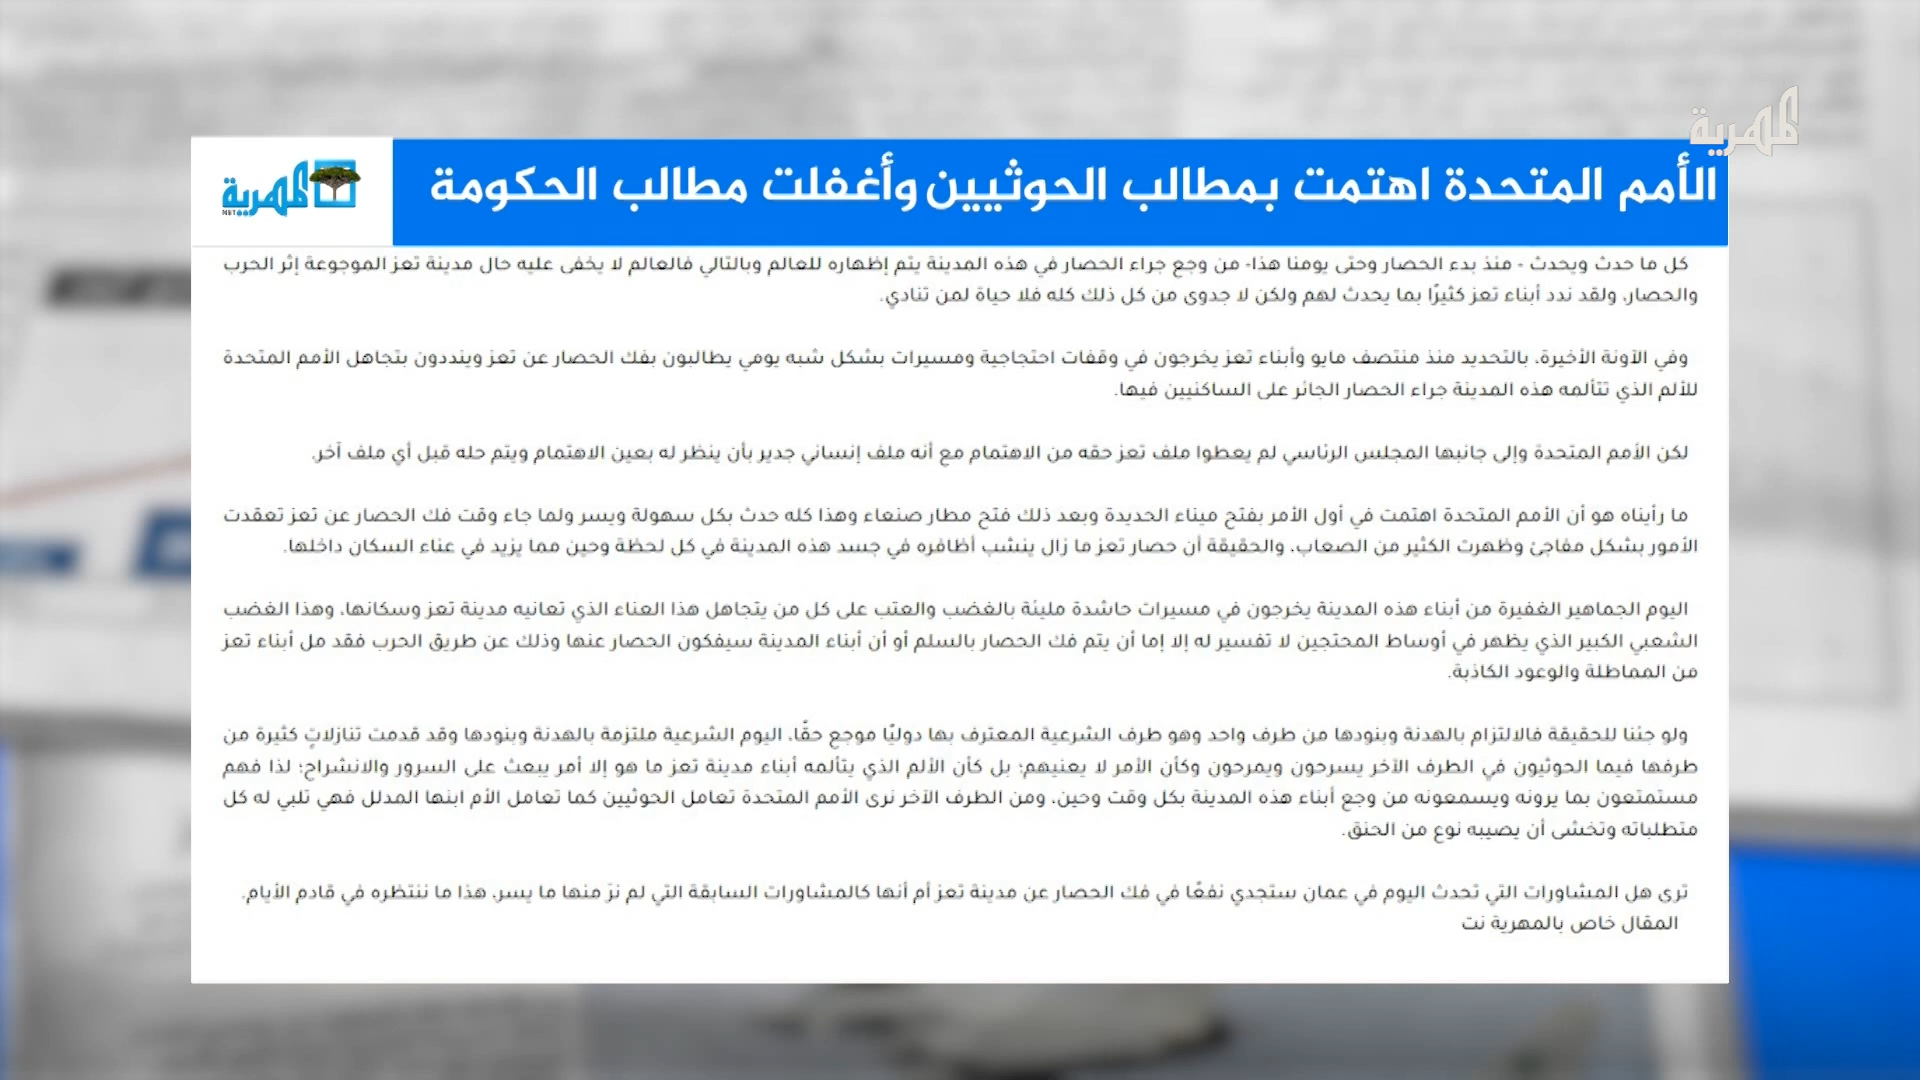 المهرية
الأمم المتحدة اهتمت بمطالب الحوثيين وأغفلت مطالب الحكومة
المهرية
NET
كل ما حدث ويحدث - منذ بدء الحصار وحتى يومنا هذا- من وجع جراء الحصار في هذه المدينة يتم إظهاره للعالم وبالتالي فالعالم لا يخفى عليه حال مدينة تعز الموجوعة إثر الحرب
والحصار، ولقد ندد أبناء تعز كثيرًا بما يحدث لهم ولكن لا جدوى من كل ذلك كله فلا حياة لمن تنادي.
وفي الآونة الأخيرة، بالتحديد منذ منتصف مايو وأبناء تعز يخرجون في وقفات احتجاجية ومسيرات بشكل شبه يومي يطالبون بفك الحصار عن تعز وينددون بتجاهل الأمم المتحدة
للألم الذي تتألمه هذه المدينة جراء الحصار الجائر على الساكنيين فيها.
لكن الأمم المتحدة وإلى جانبها المجلس الرئاسي لم يعطوا ملف تعز حقه من الاهتمام مع أنه ملف إنساني جدير بأن ينظر له بعين الاهتمام ويتم حله قبل أي ملف آخر.
ما رأيناه هو أن الأمم المتحدة اهتمت في أول الأمر بفتح ميناء الحديدة وبعد ذلك فتح مطار صنعاء وهذا كله حدث بكل سهولة ويسر ولما جاء وقت فك الحصار عن تعز تعقدت
الأمور بشكل مفاجئ وظهرت الكثير من الصعاب، والحقيقة أن حصار تعز ما زال ينشب أظافره في جسد هذه المدينة في كل لحظة وحين مما يزيد في عناء السكان داخلها.
اليوم الجماهير الغفيرة من أبناء هذه المدينة يخرجون في مسيرات حاشدة مليئة بالغضب والعتب على كل من يتجاهل هذا العناء الذي تعانيه مدينة تعز وسكانها، وهذا الغضب
الشعبي الكبير الذي يظهر في أوساط المحتجين لا تفسير له إلا إما أن يتم فك الحصار بالسلم أو أن أبناء المدينة سيفكون الحصار عنها وذلك عن طريق الحرب فقد مل أبناء تعز
من المماطلة والوعود الكاذبة.
ولو جئنا للحقيقة فالالتزام بالهدنة وبنودها من طرف واحد وهو طرف الشرعية المعترف بها دوليًا موجع حقًا، اليوم الشرعية ملتزمة بالهدنة وبنودها وقد قدمت تنازلاتٍ كثيرة من
طرفها فيما الحوثيون في الطرف الآخر يسرحون ويمرحون وكأن الأمر لا يعنيهم؛ بل كأن الألم الذي يتألمه أبناء مدينة تعز ما هو إلا أمر يبعث على السرور والانشراح؛ لذا فهم
مستمتعون بما يرونه ويسمعونه من وجع أبناء هذه المدينة بكل وقت وحين، ومن الطرف الآخر نرى الأمم المتحدة تعامل الحوثيين كما تعامل الأم ابنها المدلل فهي تلبي له كل
متطلباته وتخشى أن يصيبه نوع من الحنق.
ترى هل المشاورات التي تحدث اليوم في عمان ستجدي نفعًا في فك الحصار عن مدينة تعز أم أنها كالمشاورات السابقة التي لم نرَ منها ما يسر، هذا ما ننتظره في قادم الأيام.
المقال خاص بالمهرية نت